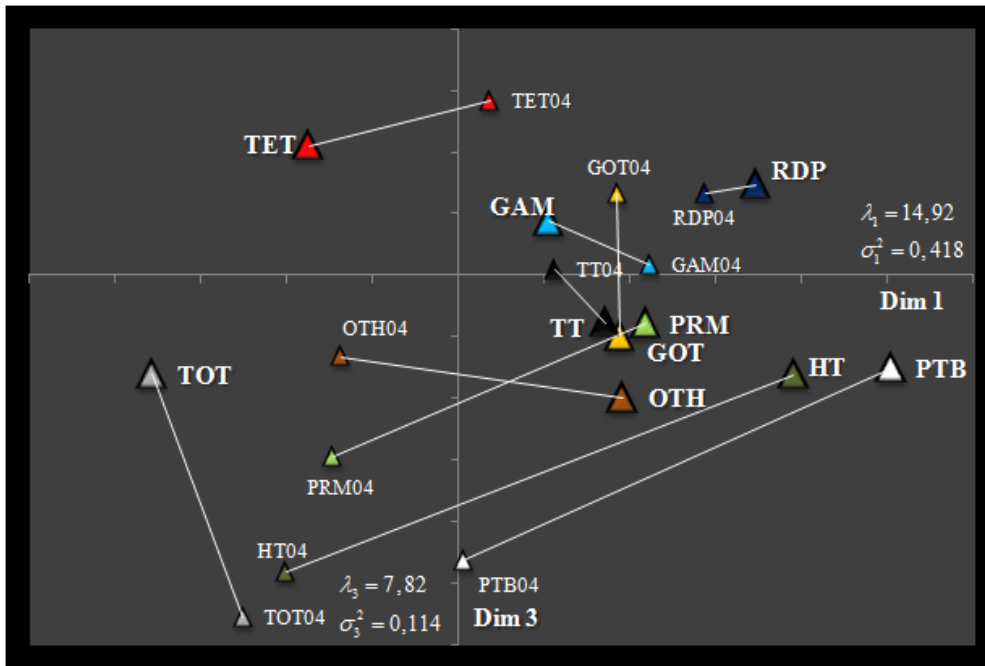 TET04
TET
GOT04
RDP
GAM
RDP04
λ₁ = 14,92
σ₁² = 0,418
TT04
GAM04
Dim 1
OTH04
TT
PRM
GOT
TOT
HT
PTB
OTH
PRM04
HT04
λ₃ = 7,82
PTB04
TOT04
σ₃² = 0,114
Dim 3